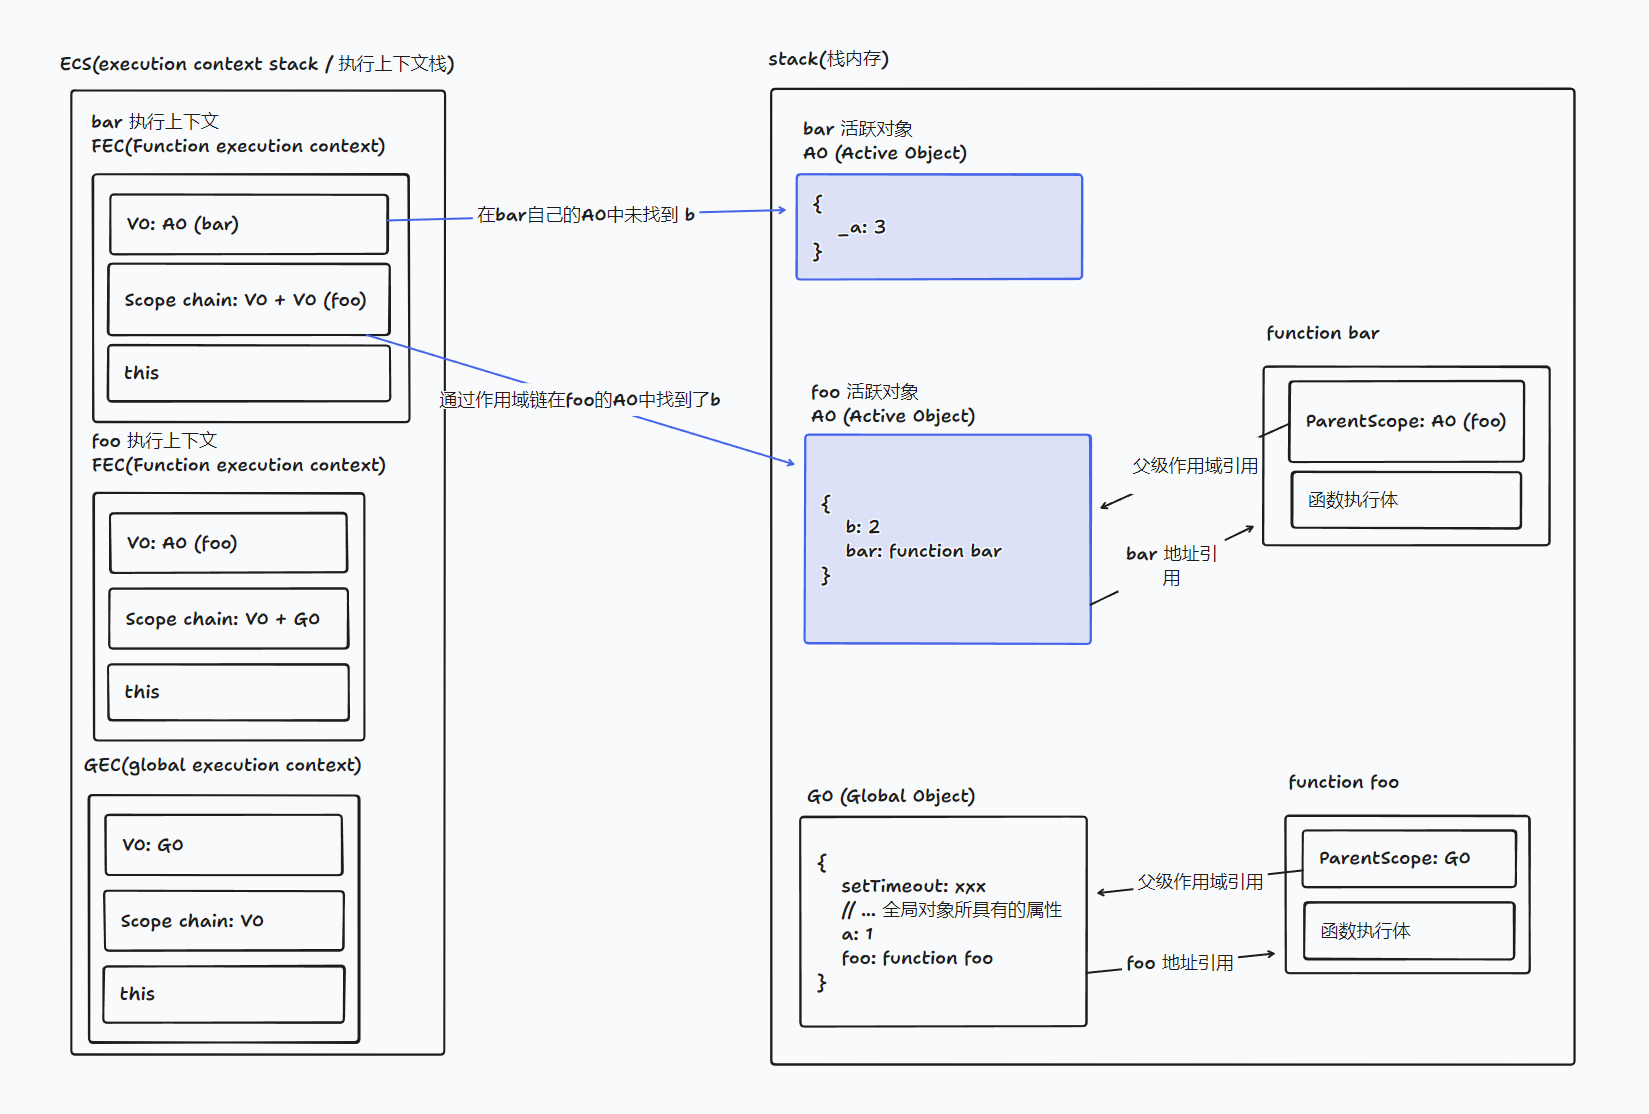 ECS(execution context stack / 执行上下文栈)
bar 执行上下文
FEC(Function execution context)
VO: AO (bar)
Scope chain: VO + VO (foo)
this
foo 执行上下文
FEC(Function execution context)
VO: AO (foo)
Scope chain: VO + GO
this
GEC(global execution context)
VO: GO
Scope chain: VO
this
在bar自己的AO中未找到 b
通过作用域链在foo的AO中找到了b
stack(栈内存)
bar 活跃对象
AO (Active Object)
{
_a: 3
}
foo 活跃对象
AO (Active Object)
{
b: 2
bar: function bar
}
function bar
ParentScope: AO (foo)
函数执行体
父级作用域引用
bar 地址引
用
GO (Global Object)
{
setTimeout: xxx
// ... 全局对象所具有的属性
a: 1
foo: function foo
}
function foo
ParentScope: GO
函数执行体
父级作用域引用
foo 地址引用